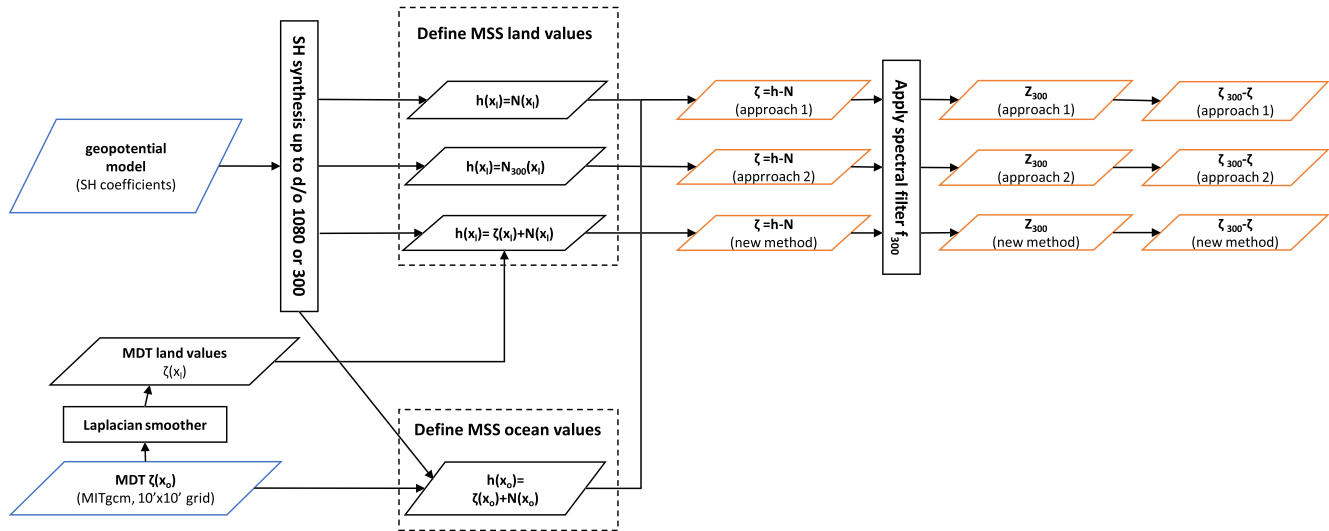 geopotential
model
(SH coefficients)
SH synthesis up to d/o 1080 or 300
Define MSS land values
h(xₗ)=N(xₗ)
h(xₗ)=N₃₀₀(xₗ)
h(xₗ)= ζ(xₗ)+N(xₗ)
ζ =h-N
(approach 1)
ζ =h-N
(apprroach 2)
ζ =h-N
(new method)
Apply spectral filter f₃₀₀
Z₃₀₀
(approach 1)
Z₃₀₀
(approach 2)
Z₃₀₀
(new method)
ζ ₃₀₀-ζ
(approach 1)
ζ ₃₀₀-ζ
(approach 2)
ζ ₃₀₀-ζ
(new method)
MDT land values
ζ(xₗ)
Laplacian smoother
MDT ζ(xₒ)
(MITgcm, 10’x10’ grid)
Define MSS ocean values
h(xₒ)=
ζ(xₒ)+N(xₒ)